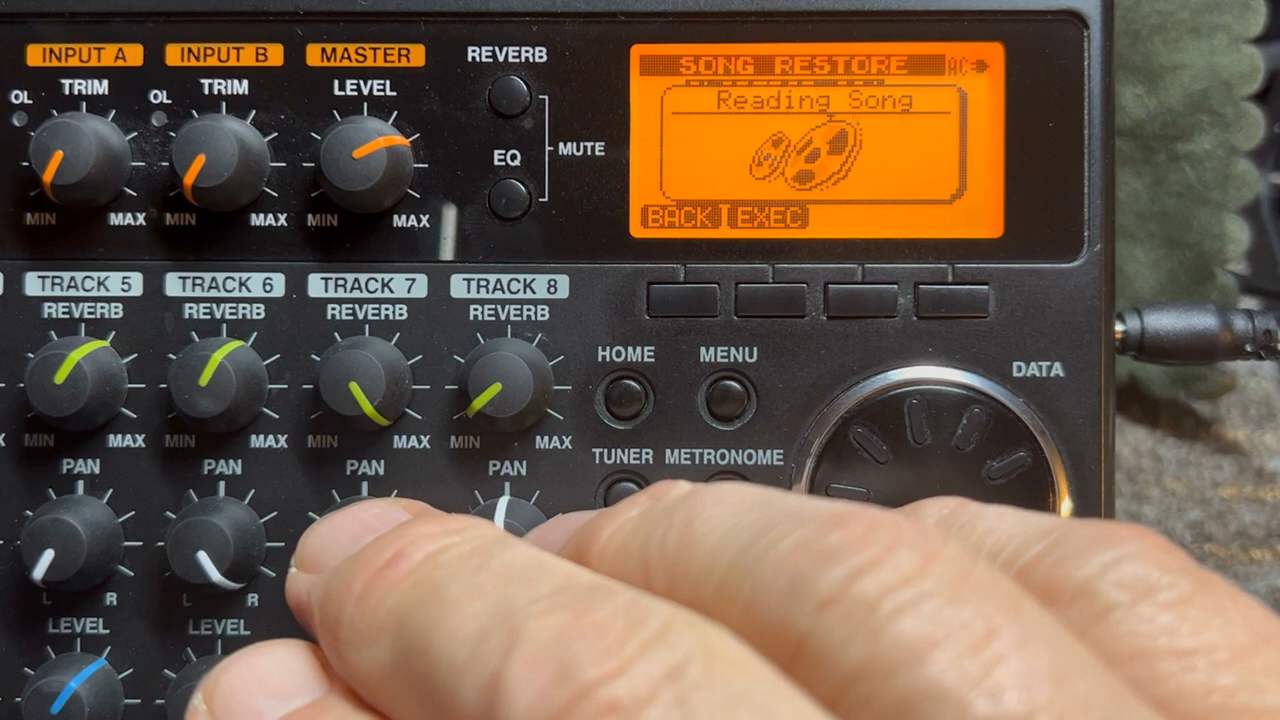 INPUT A INPUT B MASTER REVERB
TRIM TRIM LEVEL
OL OL
MIN MAX MIN MAX MIN MAX
EQ
MUTE
SONG RESTORE AC
Reading Song
BACK EXEC
TRACK 5 TRACK 6 TRACK 7 TRACK 8
REVERB REVERB REVERB REVERB
MIN MAX MIN MAX MIN MAX MIN MAX
HOME MENU DATA
TUNER METRONOME
PAN PAN PAN PAN
L R L R
LEVEL LEVEL